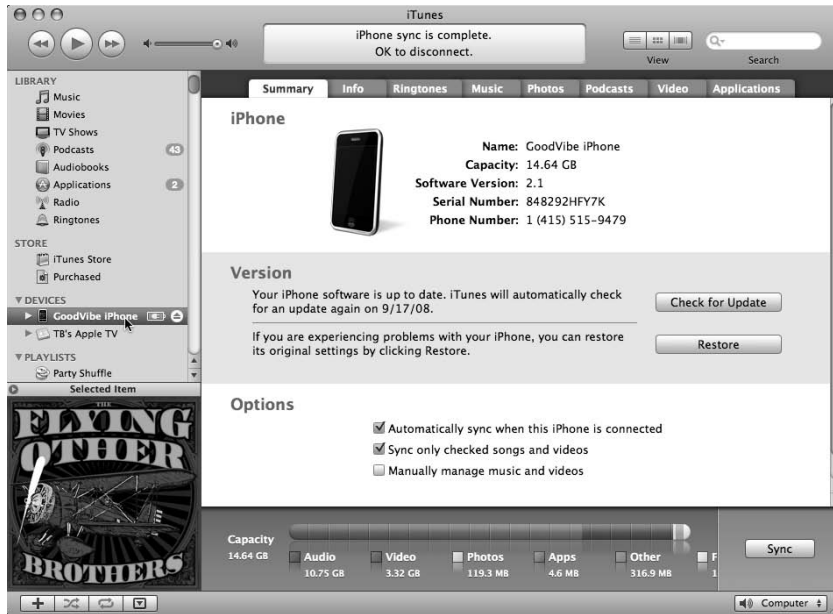 iTunes
iPhone sync is complete.
OK to disconnect.
View
Search
LIBRARY
Music
Movies
TV Shows
Podcasts 43
Audiobooks
Applications 2
Radio
Ringtones
STORE
iTunes Store
Purchased
DEVICES
GoodVibe iPhone
TB's Apple TV
PLAYLISTS
Party Shuffle
Selected Item
THE
FLYING
OTHER
BROTHERS
Summary Info Ringtones Music Photos Podcasts Video Applications
iPhone
Name: GoodVibe iPhone
Capacity: 14.64 GB
Software Version: 2.1
Serial Number: 848292HFY7K
Phone Number: 1 (415) 515-9479
Version
Your iPhone software is up to date. iTunes will automatically check
for an update again on 9/17/08.
Check for Update
If you are experiencing problems with your iPhone, you can restore
its original settings by clicking Restore.
Restore
Options
Automatically sync when this iPhone is connected
Sync only checked songs and videos
Manually manage music and videos
Capacity
14.64 GB
Audio Video Photos Apps Other F
10.75 GB 3.32 GB 119.3 MB 4.6 MB 316.9 MB 1
Sync
Computer